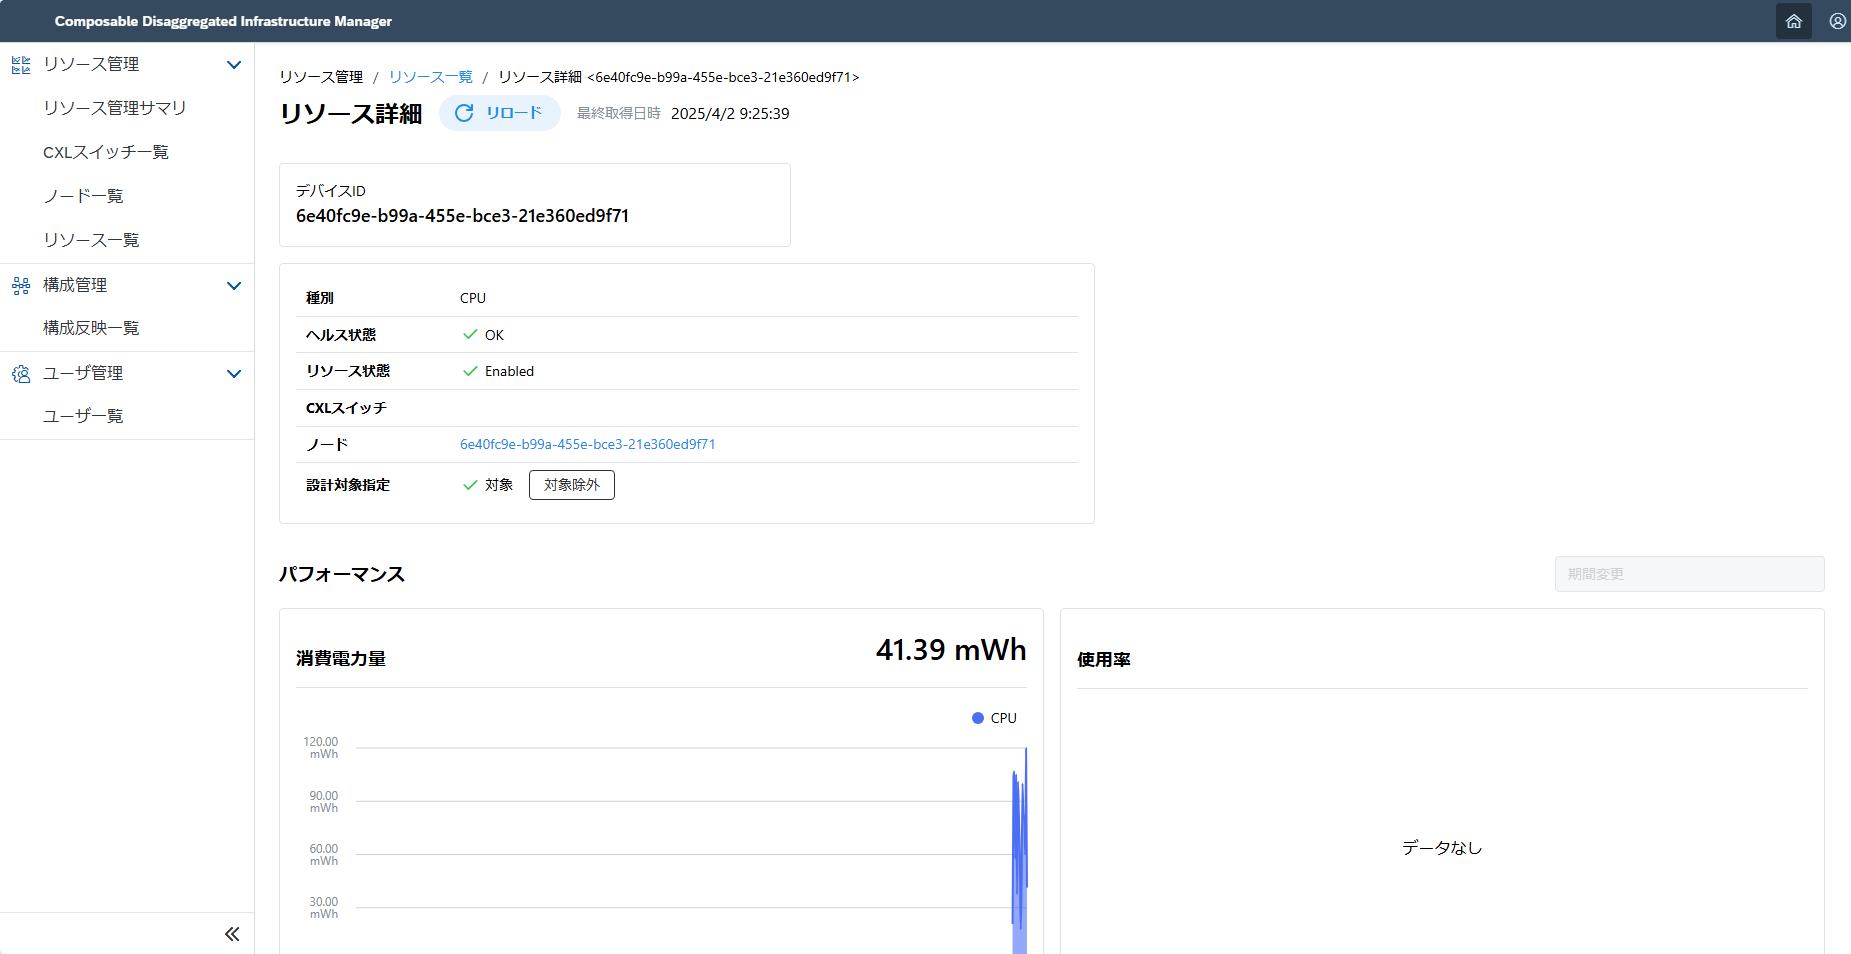 Composable Disaggregated Infrastructure Manager
リソース管理
リソース管理サマリ
CXLスイッチ一覧
ノード一覧
リソース一覧
構成管理
構成反映一覧
ユーザ管理
ユーザ一覧
リソース管理 / リソース一覧 / リソース詳細 <6e40fc9e-b99a-455e-bce3-21e360ed9f71>
リソース詳細 リロード 最終取得日時 2025/4/2 9:25:39
デバイスID
6e40fc9e-b99a-455e-bce3-21e360ed9f71
種別 CPU
ヘルス状態 OK
リソース状態 Enabled
CXLスイッチ
ノード 6e40fc9e-b99a-455e-bce3-21e360ed9f71
設計対象指定 対象 対象除外
パフォーマンス 期間変更
消費電力量 41.39 mWh
CPU
120.00
mWh
90.00
mWh
60.00
mWh
30.00
mWh
使用率
データなし